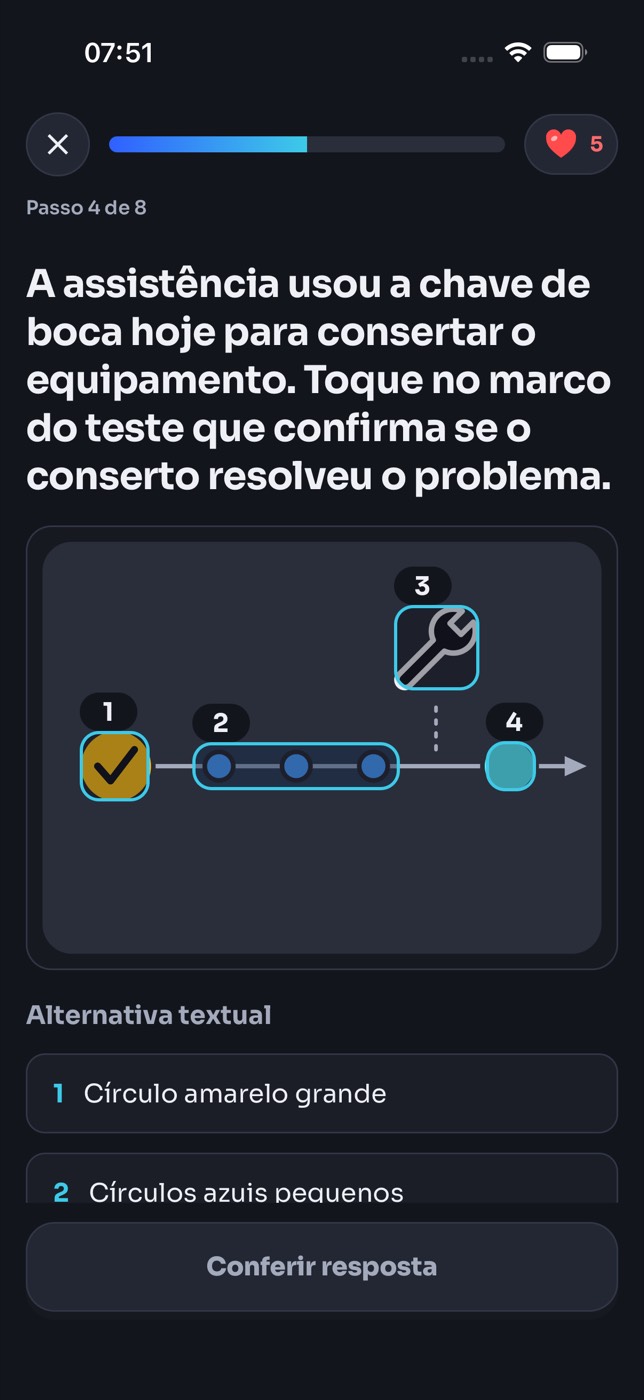 07:51
5
Passo 4 de 8
A assistência usou a chave de
boca hoje para consertar o
equipamento. Toque no marco
do teste que confirma se o
conserto resolveu o problema.
3
1
2
4
Alternativa textual
1 Círculo amarelo grande
2 Círculos azuis pequenos
Conferir resposta